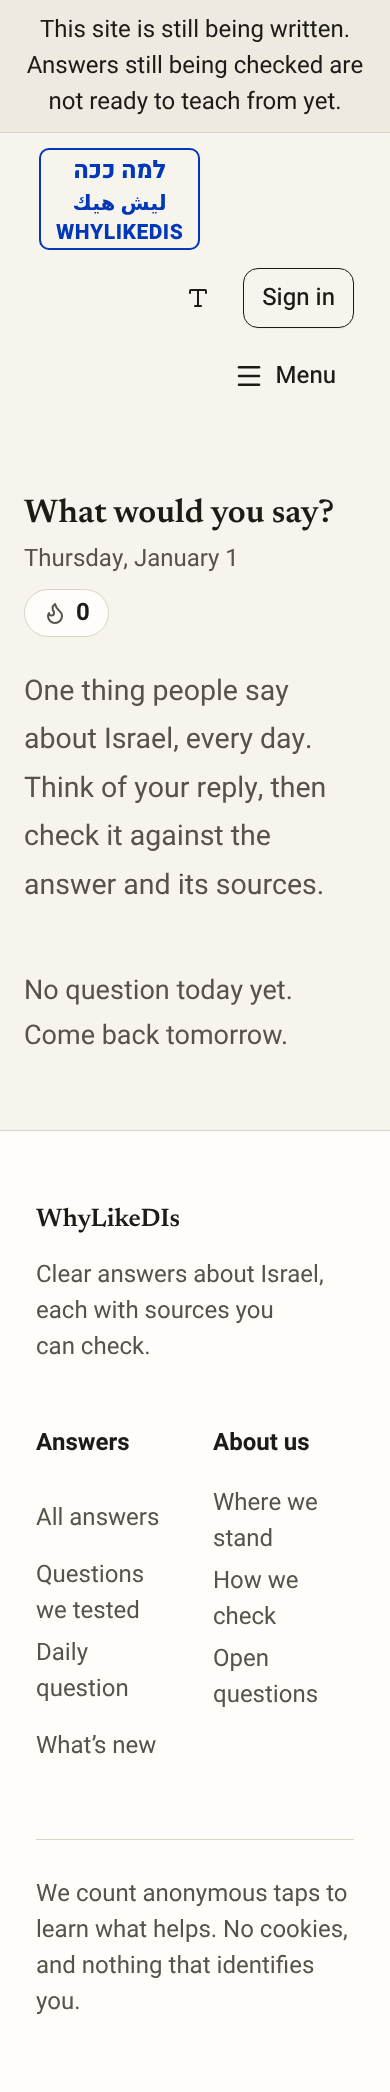 This site is still being written.
Answers still being checked are
not ready to teach from yet.
למה ככה
ليش هيك
WHYLIKEDIS
Sign in
Menu
What would you say?
Thursday, January 1
0
One thing people say
about Israel, every day.
Think of your reply, then
check it against the
answer and its sources.
No question today yet.
Come back tomorrow.
WhyLikeDIs
Clear answers about Israel,
each with sources you
can check.
Answers
All answers
Questions
we tested
Daily
question
What’s new
About us
Where we
stand
How we
check
Open
questions
We count anonymous taps to
learn what helps. No cookies,
and nothing that identifies
you.